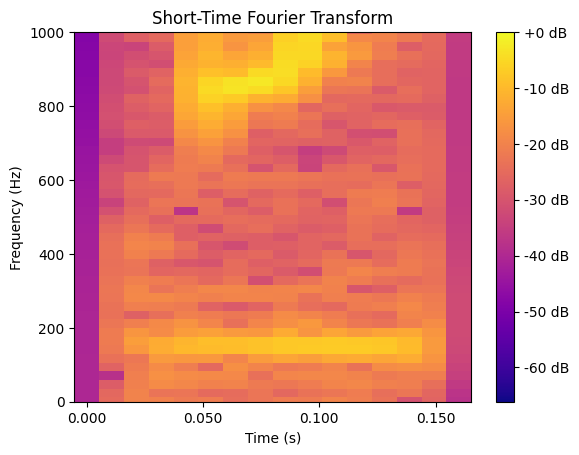 Short-Time Fourier Transform
1000
800
600
400
200
0
Frequency (Hz)
0.000
0.050
0.100
0.150
Time (s)
+0 dB
-10 dB
-20 dB
-30 dB
-40 dB
-50 dB
-60 dB